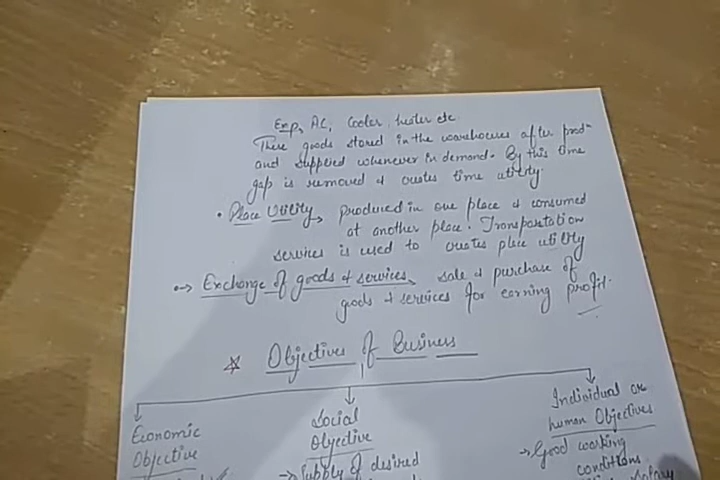 Exp, AC, Cooler, heater etc.
These goods stored in the warehouses after prodⁿ
and supplied whenever in demand. By this time
gap is removed & creates time utility.
• Place Utility → produced in one place & consumed
at another place. Transportation
services is used to creates place utility
→ Exchange of goods & services → sale & purchase of
goods & services for earning profit.
☆ Objectives of Business
Economic
Objective
Social
Objective
→ Supply of desired
Individual or
human Objectives
→ Good working
conditions
salary